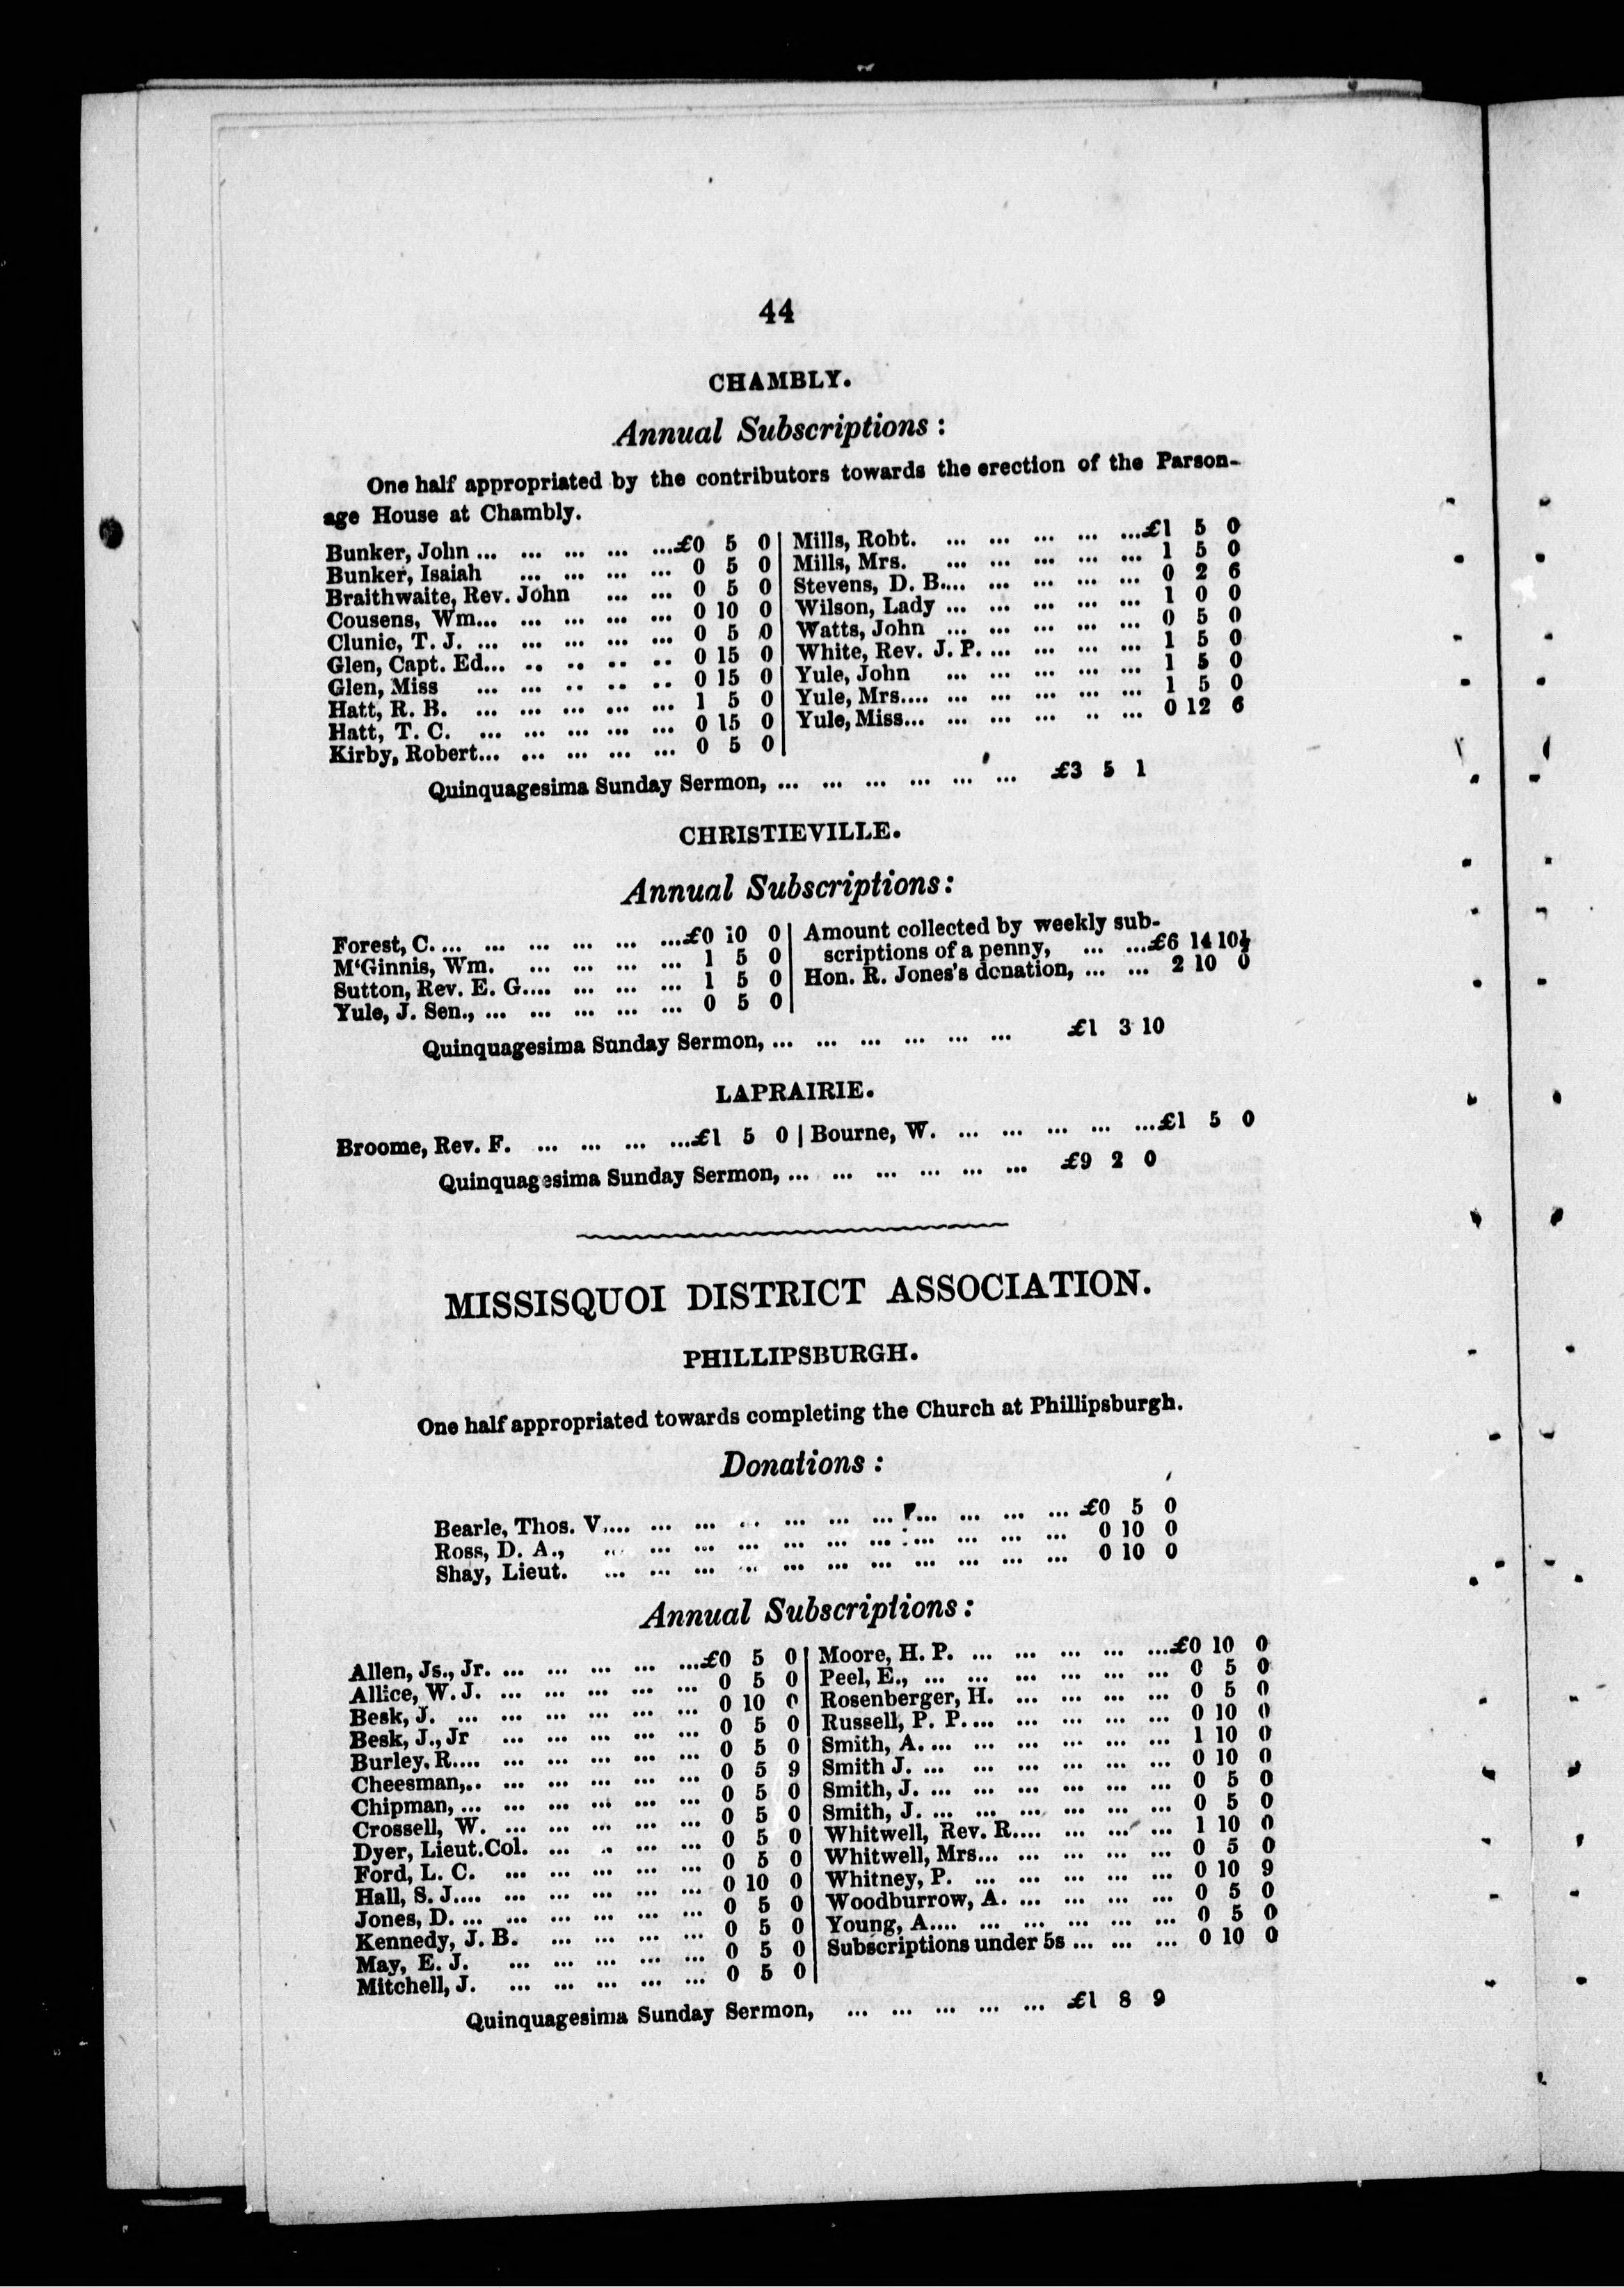 44
CHAMBLY.
Annual Subscriptions:
One half appropriated by the contributors towards the erection of the Parson-
age House at Chambly.
Bunker, John ... ... ... ... ...£0 5 0
Bunker, Isaiah ... ... ... ... 0 5 0
Braithwaite, Rev. John ... ... 0 5 0
Cousens, Wm... ... ... ... ... 0 10 0
Clunie, T. J. ... ... ... ... ... 0 5 0
Glen, Capt. Ed... .. .. .. .. 0 15 0
Glen, Miss ... ... .. .. .. 0 15 0
Hatt, R. B. ... ... ... ... ... 1 5 0
Hatt, T. C. ... ... ... ... ... 0 15 0
Kirby, Robert... ... ... ... ... 0 5 0
Mills, Robt. ... ... ... ... ...£1 5 0
Mills, Mrs. ... ... ... ... ... 1 5 0
Stevens, D. B.... ... ... ... ... 0 2 6
Wilson, Lady ... ... ... ... ... 1 0 0
Watts, John ... ... ... ... ... 0 5 0
White, Rev. J. P. ... ... ... ... 1 5 0
Yule, John ... ... ... ... ... 1 5 0
Yule, Mrs.... ... ... ... ... ... 1 5 0
Yule, Miss... ... ... ... .. ... 0 12 6
Quinquagesima Sunday Sermon, ... ... ... ... ... ... £3 5 1
CHRISTIEVILLE.
Annual Subscriptions:
Forest, C. ... ... ... ... ... ...£0 10 0
M'Ginnis, Wm. ... ... ... ... 1 5 0
Sutton, Rev. E. G.... ... ... ... 1 5 0
Yule, J. Sen., ... ... ... ... ... 0 5 0
Amount collected by weekly sub-
scriptions of a penny, ... ...£6 14 10½
Hon. R. Jones's donation, ... ... 2 10 0
Quinquagesima Sunday Sermon, ... ... ... ... ... ... £1 3 10
LAPRAIRIE.
Broome, Rev. F. ... ... ... ...£1 5 0 | Bourne, W. ... ... ... ... ...£1 5 0
Quinquagesima Sunday Sermon, ... ... ... ... ... ... £9 2 0
MISSISQUOI DISTRICT ASSOCIATION.
PHILLIPSBURGH.
One half appropriated towards completing the Church at Phillipsburgh.
Donations:
Bearle, Thos. V.... ... ... ... ... ... ... ... ... ... ... £0 5 0
Ross, D. A., ... ... ... ... ... ... ... ... ... ... ... 0 10 0
Shay, Lieut. ... ... ... ... ... ... ... ... ... ... ... 0 10 0
Annual Subscriptions:
Allen, Js., Jr. ... ... ... ... ...£0 5 0
Allice, W. J. ... ... ... ... ... 0 5 0
Besk, J. ... ... ... ... ... ... 0 10 0
Besk, J., Jr ... ... ... ... ... 0 5 0
Burley, R.... ... ... ... ... ... 0 5 0
Cheesman,.. ... ... ... ... ... 0 5 9
Chipman, ... ... ... ... ... ... 0 5 0
Crossell, W. ... ... ... ... ... 0 5 0
Dyer, Lieut.Col. ... .. ... ... 0 5 0
Ford, L. C. ... ... ... ... ... 0 5 0
Hall, S. J.... ... ... ... ... ... 0 10 0
Jones, D. ... ... ... ... ... ... 0 5 0
Kennedy, J. B. ... ... ... ... 0 5 0
May, E. J. ... ... ... ... ... 0 5 0
Mitchell, J. ... ... ... ... ... 0 5 0
Moore, H. P. ... ... ... ... ...£0 10 0
Peel, E., ... ... ... ... ... ... 0 5 0
Rosenberger, H. ... ... ... ... 0 5 0
Russell, P. P. ... ... ... ... ... 0 10 0
Smith, A. ... ... ... ... ... ... 1 10 0
Smith J. ... ... ... ... ... ... 0 10 0
Smith, J. ... ... ... ... ... ... 0 5 0
Smith, J. ... ... ... ... ... ... 0 5 0
Whitwell, Rev. R.... ... ... ... 1 10 0
Whitwell, Mrs... ... ... ... ... 0 5 0
Whitney, P. ... ... ... ... ... 0 10 9
Woodburrow, A. ... ... ... ... 0 5 0
Young, A.... ... ... ... ... ... 0 5 0
Subscriptions under 5s ... ... ... 0 10 0
Quinquagesima Sunday Sermon, ... ... ... ... ... £1 8 9